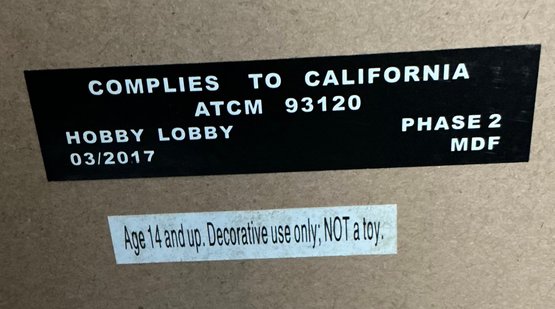 COMPLIES TO CALIFORNIA
ATCM 93120
HOBBY LOBBY
03/2017
PHASE 2
MDF
Age 14 and up. Decorative use only; NOT a toy.